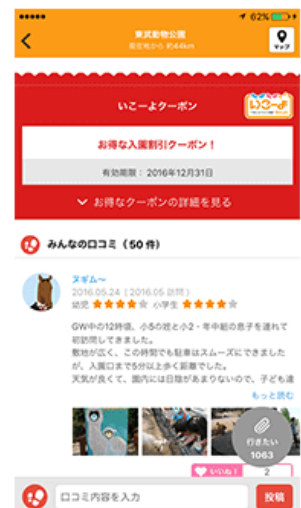 62%
東武動物公園
現在地から 約44km
マップ
いこーよクーポン
いこーよ
お得な入園割引クーポン！
有効期限：2016年12月31日
お得なクーポンの詳細を見る
みんなの口コミ（50 件）
ヌギム〜
2016.05.24（2016.05 訪問）
幼児 ★★★★★ 小学生 ★★★★★
GW中の12時頃、小5の姪と小2・年中組の息子を連れて
初訪問してきました。
敷地が広く、この時間でも駐車はスムーズにできました
が、入園口まで5分以上歩く距離でした。
天気が良くて、園内には日陰があまりないので、子ども達
もっと読む
行きたい
1063
いいね！ 2
口コミ内容を入力
投稿